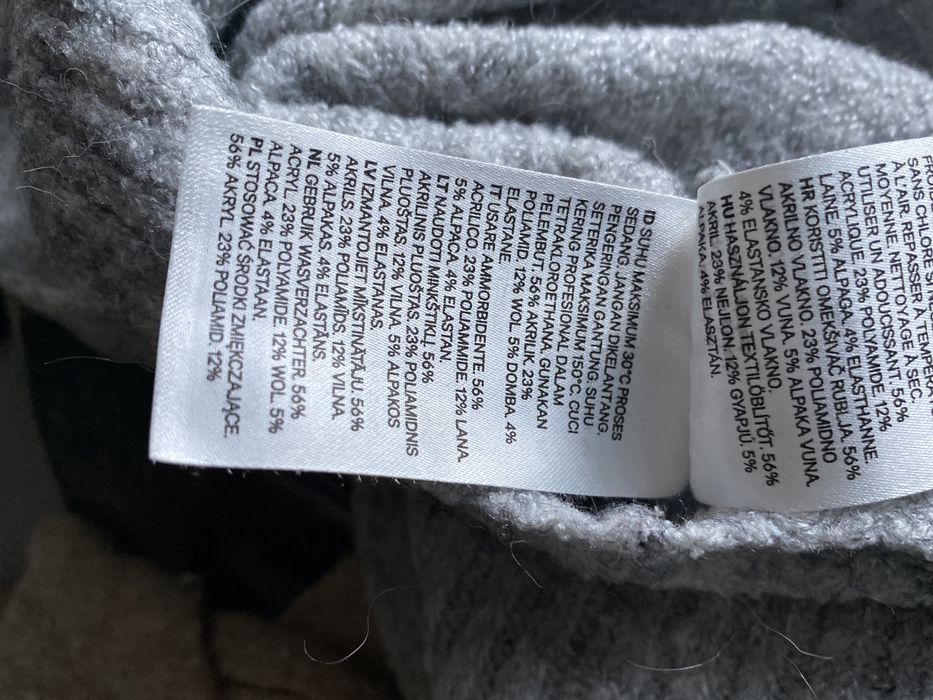 SANS CHLORE
À L'AIR. REPASSER À
MOYENNE. NETTOYAGE À SEC.
UTILISER UN ADOUCISSANT. 56%
ACRYLIQUE. 23% POLYAMIDE. 12%
LAINE. 5% ALPAGA. 4% ELASTHANNE.
HR KORISTITI OMEKŠIVAČ RUBLJA. 56%
AKRILNO VLAKNO. 23% POLIAMIDNO
VLAKNO. 12% VUNA. 5% ALPAKA VUNA.
4% ELASTANSKO VLAKNO.
HU HASZNÁLJON TEXTILÖBLÍTŐT. 56%
AKRIL. 23% NEJLON. 12% GYAPJÚ. 5%
ALPAKA. 4% ELASZTÁN.
ID SUHU MAKSIMUM 30°C PROSES
SEDANG. JANGAN DIKELANTANG.
PENGERINGAN GANTUNG. SUHU
SETERIKA MAKSIMUM 150°C. CUCI
KERING PROFESIONAL DALAM
TETRAKLOROETHANA. GUNAKAN
PELEMBUT. 56% AKRILIK. 23%
POLIAMID. 12% WOL. 5% DOMBA. 4%
ELASTANE.
IT USARE AMMORBIDENTE. 56%
ACRILICO. 23% POLIAMMIDE. 12% LANA.
5% ALPACA. 4% ELASTAN.
LT NAUDOTI MINKŠTIKLĮ. 56%
AKRILINIS PLUOŠTAS. 23% POLIAMIDNIS
PLUOŠTAS. 12% VILNA. 5% ALPAKOS
VILNA. 4% ELASTANAS.
LV IZMANTOJIET MĪKSTINĀTĀJU. 56%
AKRILS. 23% POLIAMĪDS. 12% VILNA.
5% ALPAKAS. 4% ELASTĀNS.
NL GEBRUIK WASVERZACHTER. 56%
ACRYL. 23% POLYAMIDE. 12% WOL. 5%
ALPACA. 4% ELASTAAN.
PL STOSOWAĆ ŚRODKI ZMIĘKCZAJĄCE.
56% AKRYL. 23% POLIAMID. 12%